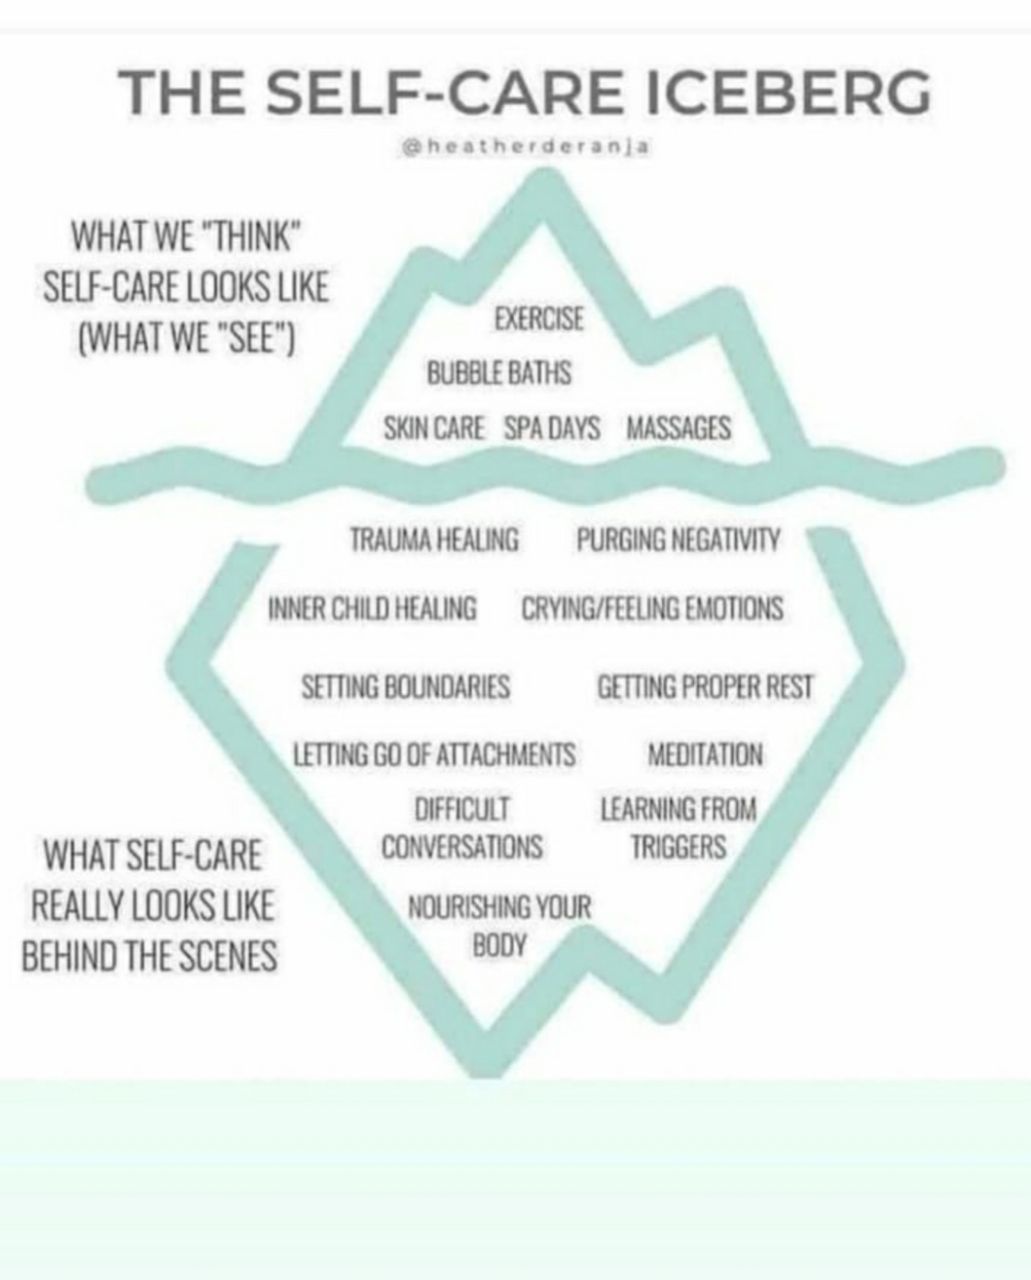 THE SELF-CARE ICEBERG
@heatherderanja
WHAT WE "THINK"
SELF-CARE LOOKS LIKE
(WHAT WE "SEE")
EXERCISE
BUBBLE BATHS
SKIN CARE SPA DAYS MASSAGES
TRAUMA HEALING PURGING NEGATIVITY
INNER CHILD HEALING CRYING/FEELING EMOTIONS
SETTING BOUNDARIES GETTING PROPER REST
LETTING GO OF ATTACHMENTS MEDITATION
DIFFICULT
CONVERSATIONS
LEARNING FROM
TRIGGERS
NOURISHING YOUR
BODY
WHAT SELF-CARE
REALLY LOOKS LIKE
BEHIND THE SCENES